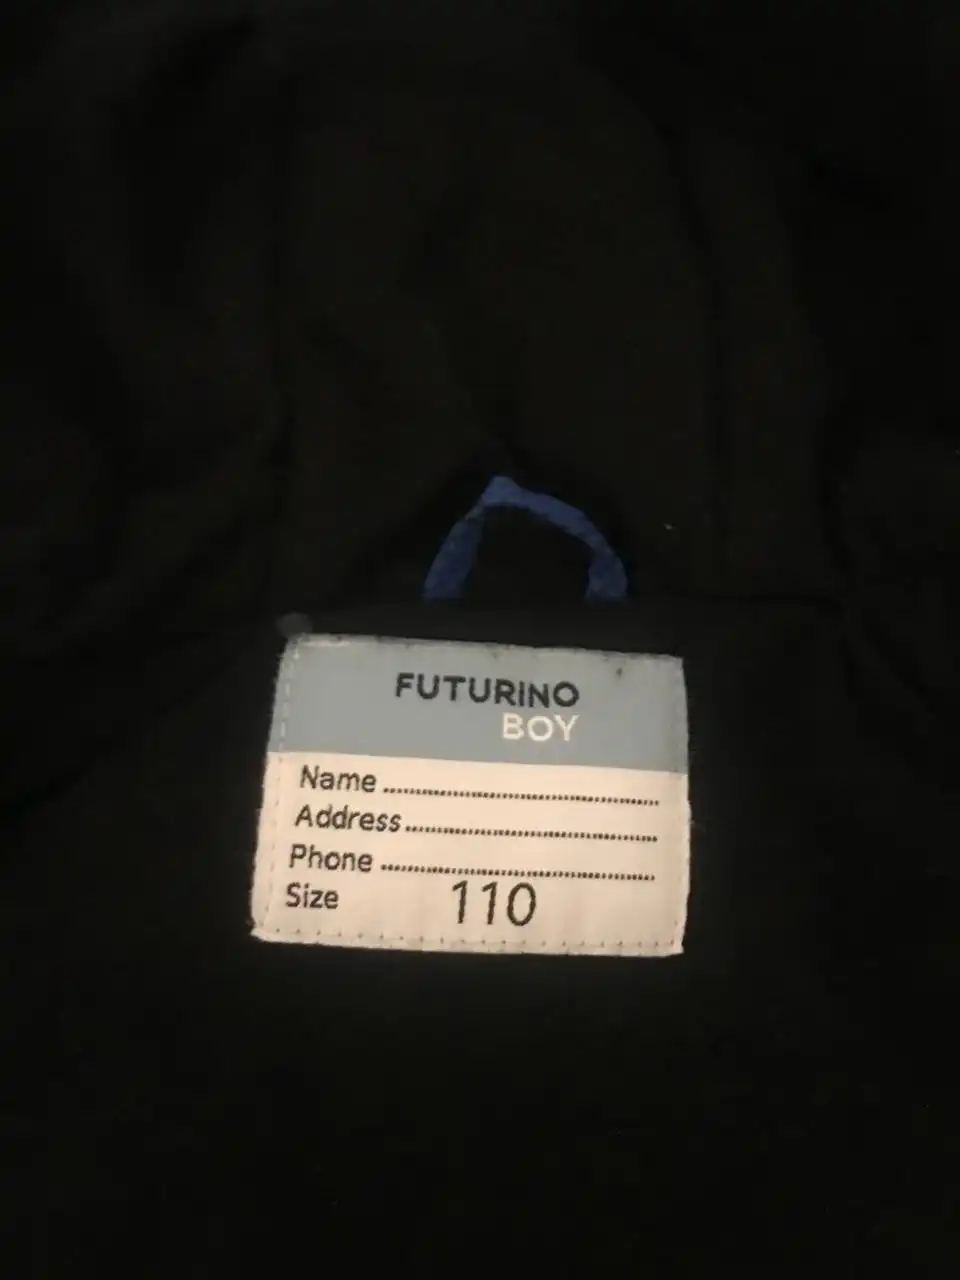 FUTURINO
BOY
Name ........................................
Address ....................................
Phone ........................................
Size 110